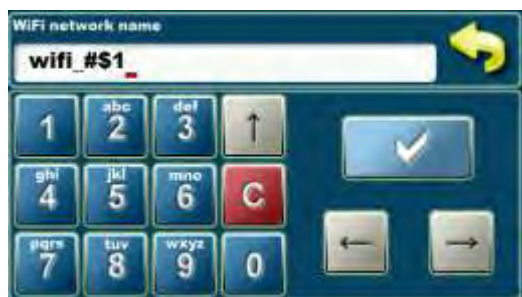 WiFi network name
wifi_#$1_
1
abc
2
def
3
↑
ghi
4
jkl
5
mno
6
C
pqrs
7
tuv
8
wxyz
9
0
← →